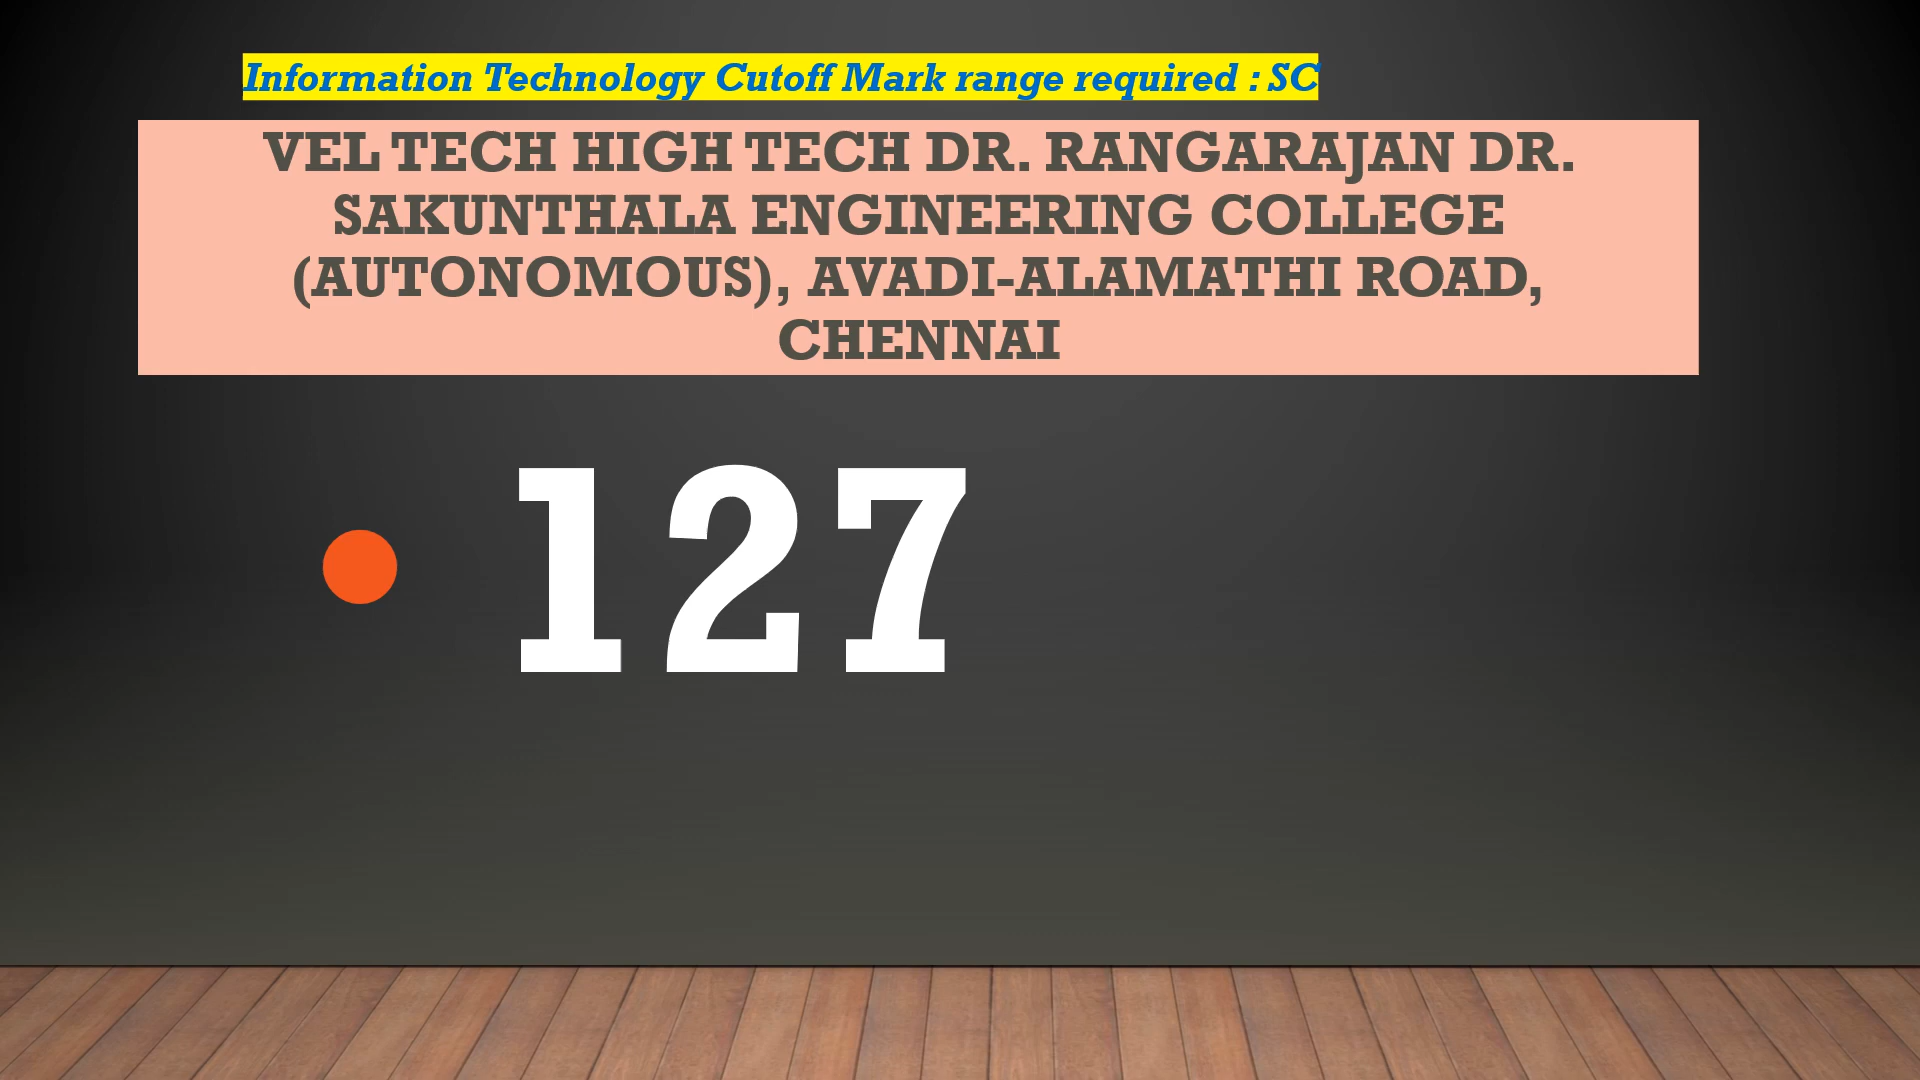 Information Technology Cutoff Mark range required : SC
VEL TECH HIGH TECH DR. RANGARAJAN DR.
SAKUNTHALA ENGINEERING COLLEGE
(AUTONOMOUS), AVADI-ALAMATHI ROAD,
CHENNAI
127